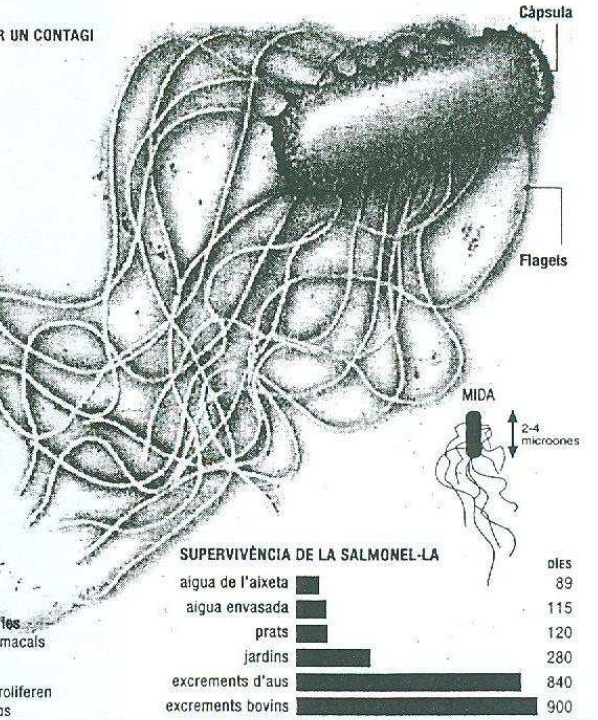 Càpsula
R UN CONTAGI
Flagels
MIDA
2-4
microones
SUPERVIVÈNCIA DE LA SALMONEL-LA
DIES
aigua de l'aixeta 89
aigua envasada 115
prats 120
jardins 280
excrements d'aus 840
excrements bovins 900
macals
roliferen